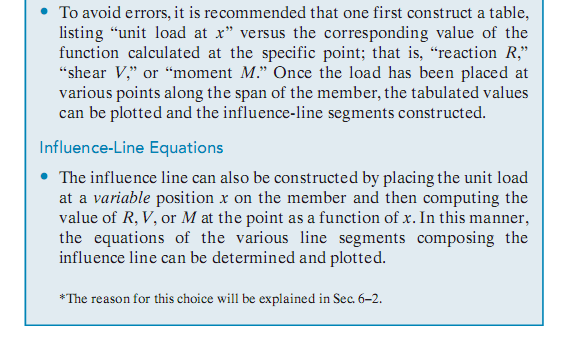 • To avoid errors, it is recommended that one first construct a table,
listing “unit load at x” versus the corresponding value of the
function calculated at the specific point; that is, “reaction R,”
“shear V,” or “moment M.” Once the load has been placed at
various points along the span of the member, the tabulated values
can be plotted and the influence-line segments constructed.
Influence-Line Equations
• The influence line can also be constructed by placing the unit load
at a variable position x on the member and then computing the
value of R, V, or M at the point as a function of x. In this manner,
the equations of the various line segments composing the
influence line can be determined and plotted.
*The reason for this choice will be explained in Sec. 6–2.